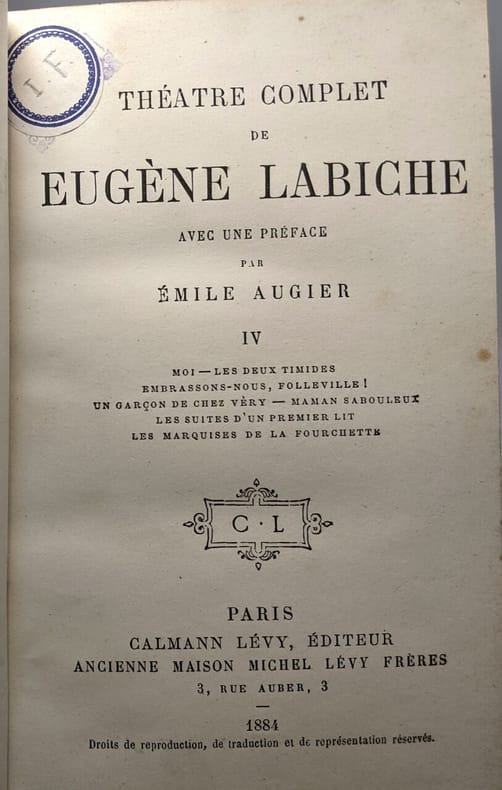 I. F.
THÉATRE COMPLET
DE
EUGÈNE LABICHE
AVEC UNE PRÉFACE
PAR
ÉMILE AUGIER
IV
MOI — LES DEUX TIMIDES
EMBRASSONS-NOUS, FOLLEVILLE !
UN GARÇON DE CHEZ VÉRY — MAMAN SABOULEUX
LES SUITES D'UN PREMIER LIT
LES MARQUISES DE LA FOURCHETTE
C · L
PARIS
CALMANN LÉVY, ÉDITEUR
ANCIENNE MAISON MICHEL LÉVY FRÈRES
3, RUE AUBER, 3
1884
Droits de reproduction, de traduction et de représentation réservés.